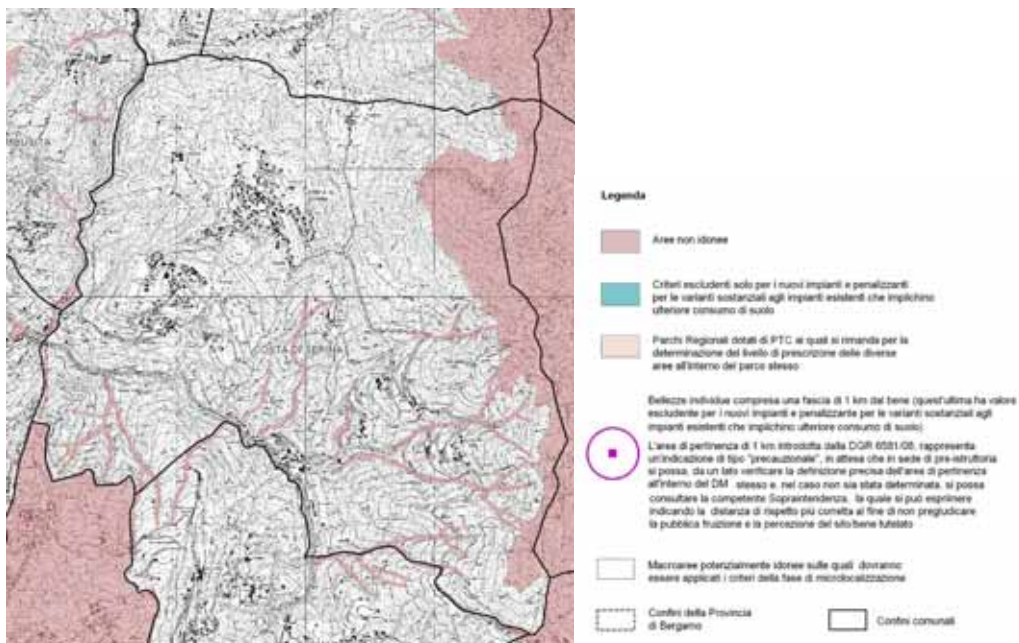 COSTA DI SERINA
Legenda
Aree non idonee
Criteri escludenti solo per i nuovi impianti e penalizzanti
per le varianti sostanziali agli impianti esistenti che implichino
ulteriore consumo di suolo
Parchi Regionali dotati di PTC ai quali si rimanda per la
determinazione del livello di prescrizione delle diverse
aree all'interno del parco stesso
Bellezze individue compresa una fascia di 1 km dal bene (quest'ultima ha valore
escludente per i nuovi impianti e penalizzante per le varianti sostanziali agli
impianti esistenti che implichino ulteriore consumo di suolo)
L'area di pertinenza di 1 km introdotta dalla DGR 6581/08, rappresenta
un'indicazione di tipo "precauzionale", in attesa che in sede di pre-istruttoria
si possa, da un lato verificare la definizione precisa dell'area di pertinenza
all'interno del DM stesso e, nel caso non sia stata determinata, si possa
consultare la competente Sopraintendenza, la quale si può esprimere
indicando la distanza di rispetto più corretta al fine di non pregiudicare
la pubblica fruizione e la percezione del sito/bene tutelato
Macroaree potenzialmente idonee sulle quali dovranno
essere applicati i criteri della fase di microlocalizzazione
Confini della Provincia
di Bergamo
Confini comunali